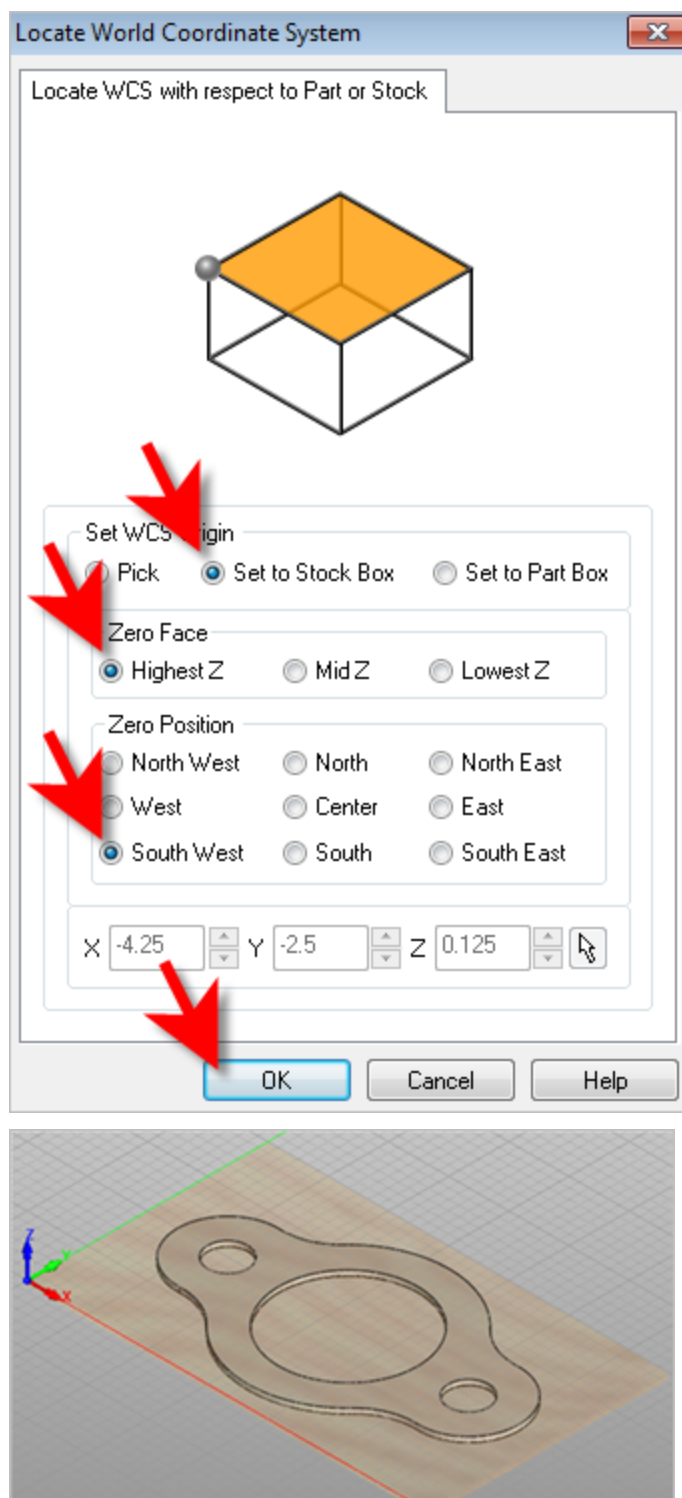 Locate World Coordinate System
Locate WCS with respect to Part or Stock
Set WCS Origin
Pick Set to Stock Box Set to Part Box
Zero Face
Highest Z Mid Z Lowest Z
Zero Position
North West North North East
West Center East
South West South South East
X -4.25 Y -2.5 Z 0.125
OK Cancel Help
Z
Y
X